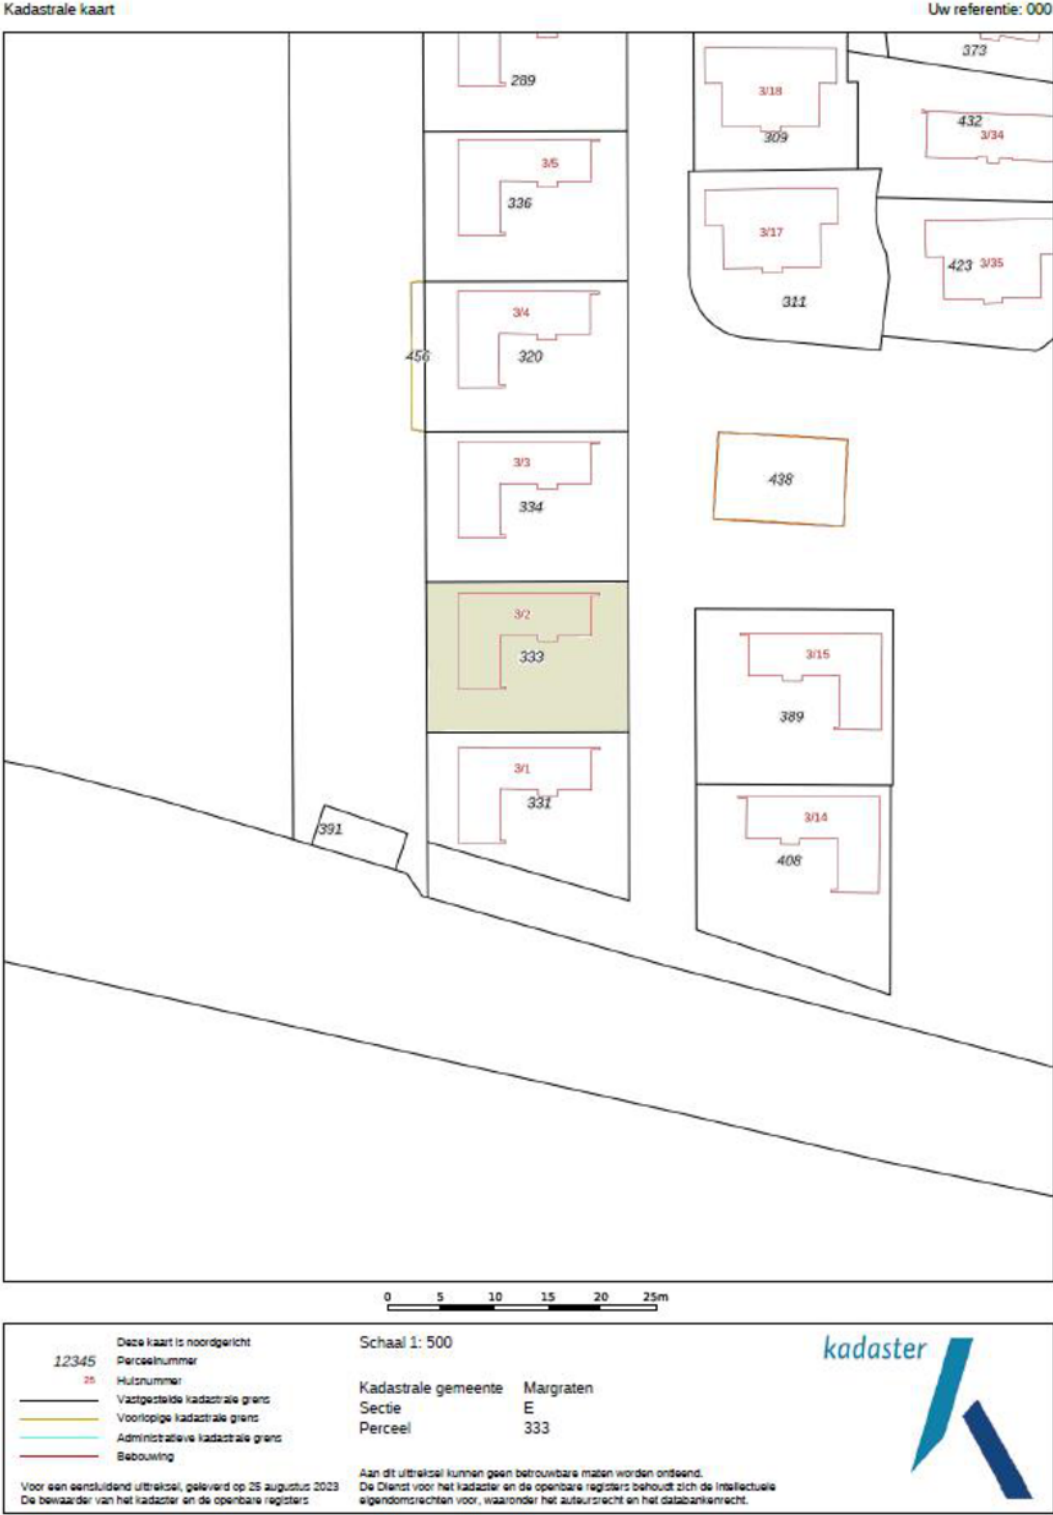 Kadastrale kaart
Uw referentie: 000
289
3/18
309
373
432
3/34
3/5
336
3/17
311
423 3/35
3/4
456
320
438
3/3
334
3/2
333
3/15
389
3/1
331
391
3/14
408
0 5 10 15 20 25m
Deze kaart is noordgericht
12345 Perceelnummer
25 Huisnummer
Vastgestelde kadastrale grens
Voorlopige kadastrale grens
Administratieve kadastrale grens
Bebouwing
Voor een eensluidend uittreksel, geleverd op 25 augustus 2023
De bewaarder van het kadaster en de openbare registers
Schaal 1: 500
Kadastrale gemeente Margraten
Sectie E
Perceel 333
Aan dit uittreksel kunnen geen betrouwbare maten worden ontleend.
De Dienst voor het kadaster en de openbare registers behoudt zich de intellectuele
eigendomsrechten voor, waaronder het auteursrecht en het databankenrecht.
kadaster